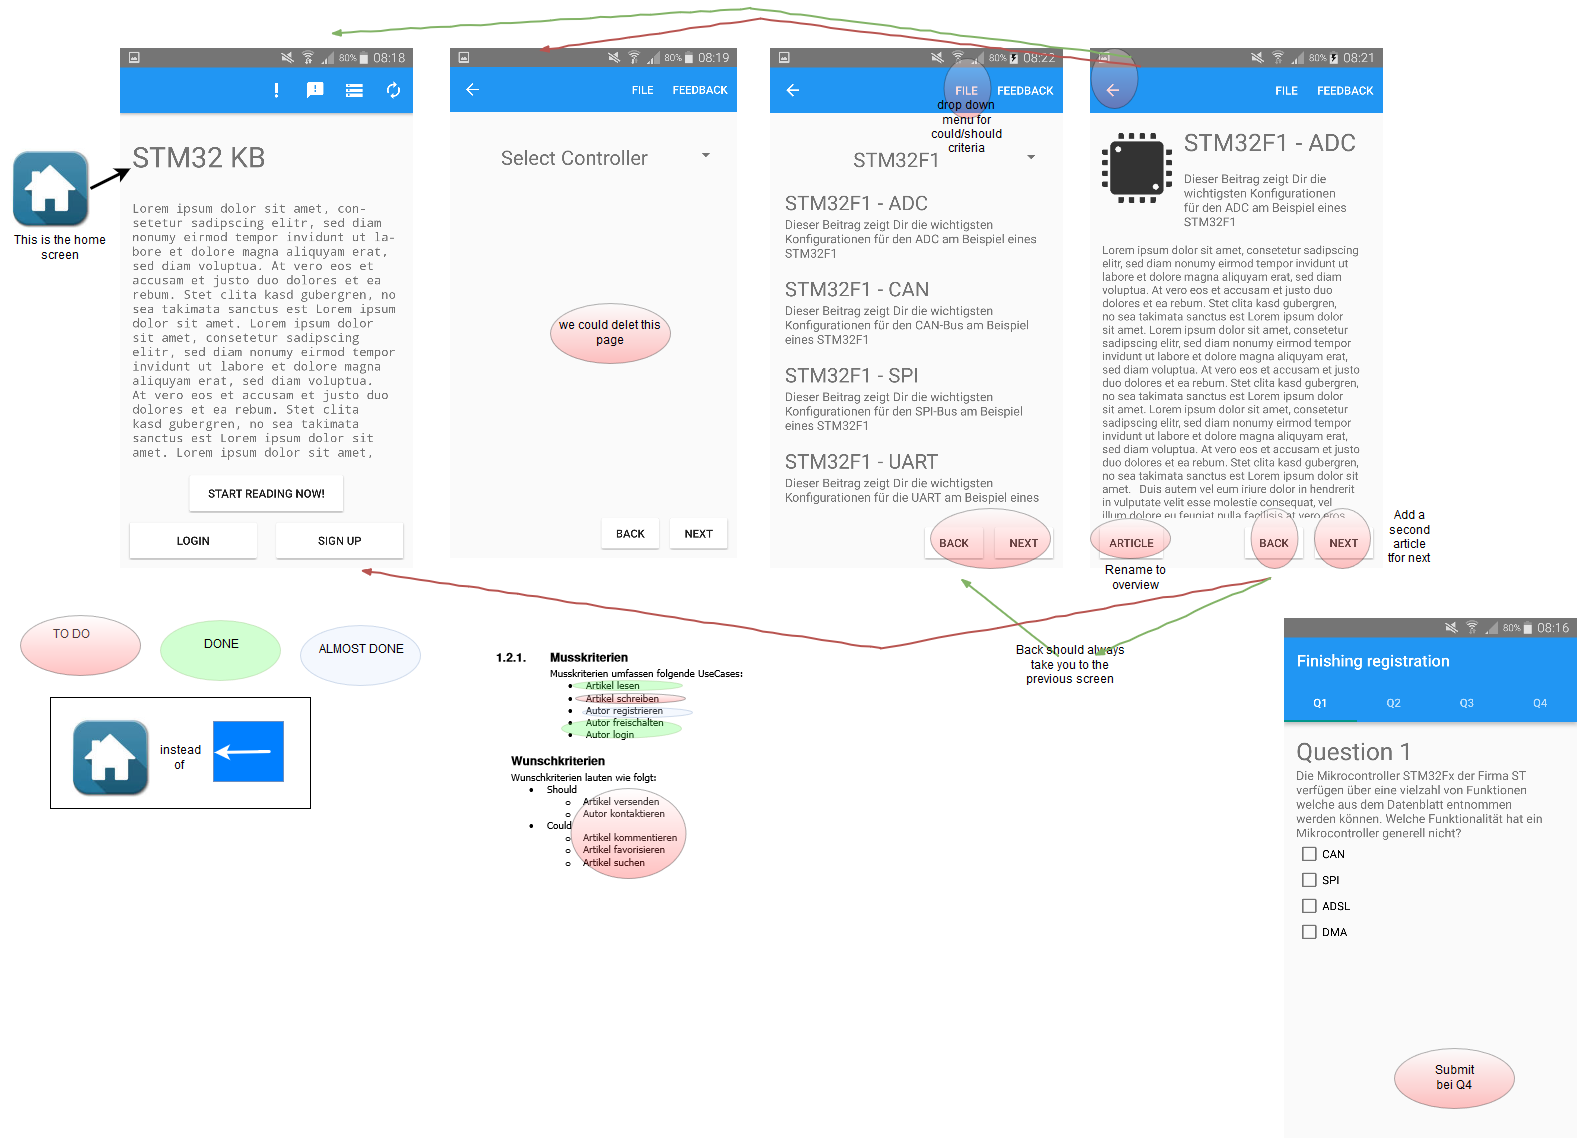 80% 08:18
STM32 KB
This is the home
screen
Lorem ipsum dolor sit amet, con-
setetur sadipscing elitr, sed diam
nonumy eirmod tempor invidunt ut la-
bore et dolore magna aliquyam erat,
sed diam voluptua. At vero eos et
accusam et justo duo dolores et ea
rebum. Stet clita kasd gubergren, no
sea takimata sanctus est Lorem ipsum
dolor sit amet. Lorem ipsum dolor
sit amet, consetetur sadipscing
elitr, sed diam nonumy eirmod tempor
invidunt ut labore et dolore magna
aliquyam erat, sed diam voluptua.
At vero eos et accusam et justo duo
dolores et ea rebum. Stet clita
kasd gubergren, no sea takimata
sanctus est Lorem ipsum dolor sit
amet. Lorem ipsum dolor sit amet,
START READING NOW!
LOGIN
SIGN UP
80% 08:19
FILE FEEDBACK
Select Controller
we could delet this
page
BACK NEXT
80% 08:22
FILE FEEDBACK
drop down
menu for
could/should
criteria
STM32F1
STM32F1 - ADC
Dieser Beitrag zeigt Dir die wichtigsten
Konfigurationen für den ADC am Beispiel eines
STM32F1
STM32F1 - CAN
Dieser Beitrag zeigt Dir die wichtigsten
Konfigurationen für den CAN-Bus am Beispiel
eines STM32F1
STM32F1 - SPI
Dieser Beitrag zeigt Dir die wichtigsten
Konfigurationen für den SPI-Bus am Beispiel
eines STM32F1
STM32F1 - UART
Dieser Beitrag zeigt Dir die wichtigsten
Konfigurationen für die UART am Beispiel eines
BACK NEXT
80% 08:21
FILE FEEDBACK
STM32F1 - ADC
Dieser Beitrag zeigt Dir die
wichtigsten Konfigurationen
für den ADC am Beispiel eines
STM32F1
Lorem ipsum dolor sit amet, consetetur sadipscing
elitr, sed diam nonumy eirmod tempor invidunt ut
labore et dolore magna aliquyam erat, sed diam
voluptua. At vero eos et accusam et justo duo
dolores et ea rebum. Stet clita kasd gubergren,
no sea takimata sanctus est Lorem ipsum dolor
sit amet. Lorem ipsum dolor sit amet, consetetur
sadipscing elitr, sed diam nonumy eirmod tempor
invidunt ut labore et dolore magna aliquyam erat,
sed diam voluptua. At vero eos et accusam et justo
duo dolores et ea rebum. Stet clita kasd gubergren,
no sea takimata sanctus est Lorem ipsum dolor
sit amet. Lorem ipsum dolor sit amet, consetetur
sadipscing elitr, sed diam nonumy eirmod tempor
invidunt ut labore et dolore magna aliquyam erat,
sed diam voluptua. At vero eos et accusam et justo
duo dolores et ea rebum. Stet clita kasd gubergren,
no sea takimata sanctus est Lorem ipsum dolor sit
amet. Duis autem vel eum iriure dolor in hendrerit
in vulputate velit esse molestie consequat, vel
illum dolore eu feugiat nulla facilisis at vero eros
ARTICLE BACK NEXT
Rename to
overview
Add a
second
article
tfor next
Back should always
take you to the
previous screen
TO DO
DONE
ALMOST DONE
instead
of
1.2.1. Musskriterien
Musskriterien umfassen folgende UseCases:
• Artikel lesen
• Artikel schreiben
• Autor registrieren
• Autor freischalten
• Autor login
Wunschkriterien
Wunschkriterien lauten wie folgt:
• Should
o Artikel versenden
o Autor kontaktieren
• Could
o Artikel kommentieren
o Artikel favorisieren
o Artikel suchen
80% 08:16
Finishing registration
Q1 Q2 Q3 Q4
Question 1
Die Mikrocontroller STM32Fx der Firma ST
verfügen über eine vielzahl von Funktionen
welche aus dem Datenblatt entnommen
werden können. Welche Funktionalität hat ein
Mikrocontroller generell nicht?
CAN
SPI
ADSL
DMA
Submit
bei Q4